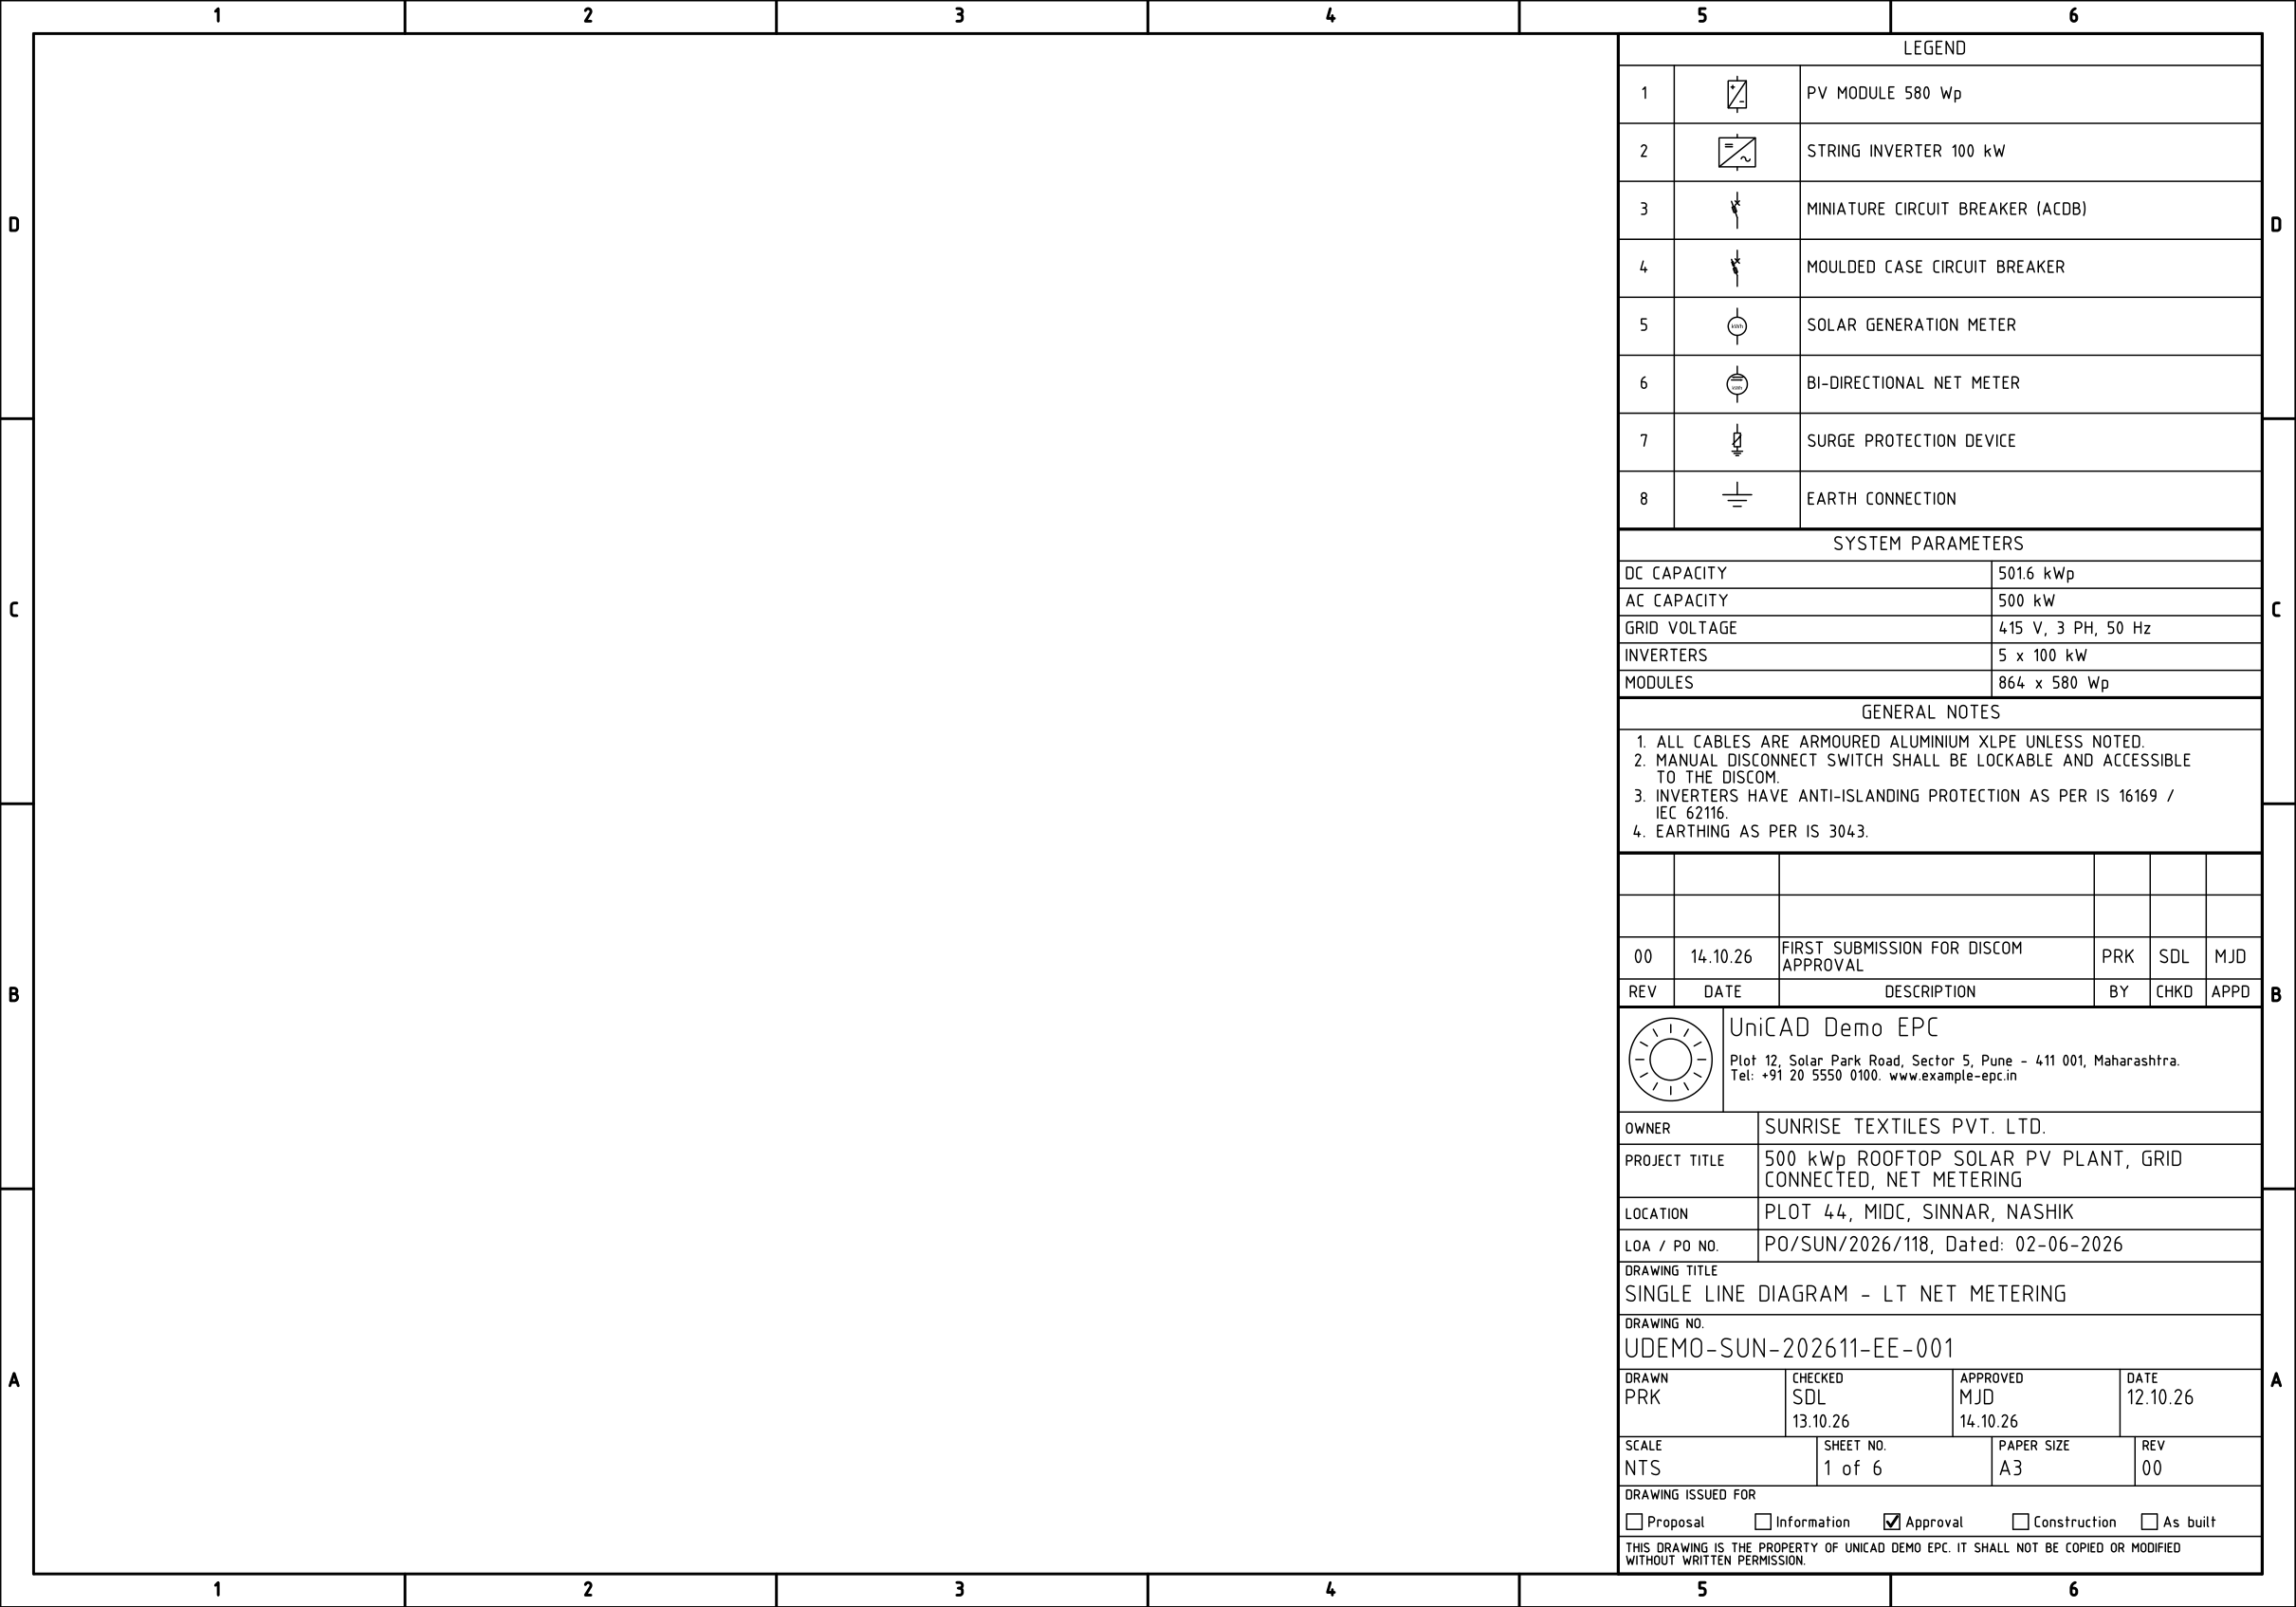 1 2 3 4 5 6
LEGEND
1 PV MODULE 580 Wp
2 STRING INVERTER 100 kW
3 MINIATURE CIRCUIT BREAKER (ACDB)
4 MOULDED CASE CIRCUIT BREAKER
5 kWh SOLAR GENERATION METER
6 kWh BI-DIRECTIONAL NET METER
7 SURGE PROTECTION DEVICE
8 EARTH CONNECTION
D D
C C
B B
A A
SYSTEM PARAMETERS
DC CAPACITY 501.6 kWp
AC CAPACITY 500 kW
GRID VOLTAGE 415 V, 3 PH, 50 Hz
INVERTERS 5 x 100 kW
MODULES 864 x 580 Wp
GENERAL NOTES
1. ALL CABLES ARE ARMOURED ALUMINIUM XLPE UNLESS NOTED.
2. MANUAL DISCONNECT SWITCH SHALL BE LOCKABLE AND ACCESSIBLE
TO THE DISCOM.
3. INVERTERS HAVE ANTI-ISLANDING PROTECTION AS PER IS 16169 /
IEC 62116.
4. EARTHING AS PER IS 3043.
00 14.10.26 FIRST SUBMISSION FOR DISCOM
APPROVAL PRK SDL MJD
REV DATE DESCRIPTION BY CHKD APPD
UniCAD Demo EPC
Plot 12, Solar Park Road, Sector 5, Pune - 411 001, Maharashtra.
Tel: +91 20 5550 0100. www.example-epc.in
OWNER SUNRISE TEXTILES PVT. LTD.
PROJECT TITLE 500 kWp ROOFTOP SOLAR PV PLANT, GRID
CONNECTED, NET METERING
LOCATION PLOT 44, MIDC, SINNAR, NASHIK
LOA / PO NO. PO/SUN/2026/118, Dated: 02-06-2026
DRAWING TITLE
SINGLE LINE DIAGRAM - LT NET METERING
DRAWING NO.
UDEMO-SUN-202611-EE-001
DRAWN CHECKED APPROVED DATE
PRK SDL MJD 12.10.26
13.10.26 14.10.26
SCALE SHEET NO. PAPER SIZE REV
NTS 1 of 6 A3 00
DRAWING ISSUED FOR
Proposal Information Approval Construction As built
THIS DRAWING IS THE PROPERTY OF UNICAD DEMO EPC. IT SHALL NOT BE COPIED OR MODIFIED
WITHOUT WRITTEN PERMISSION.
1 2 3 4 5 6